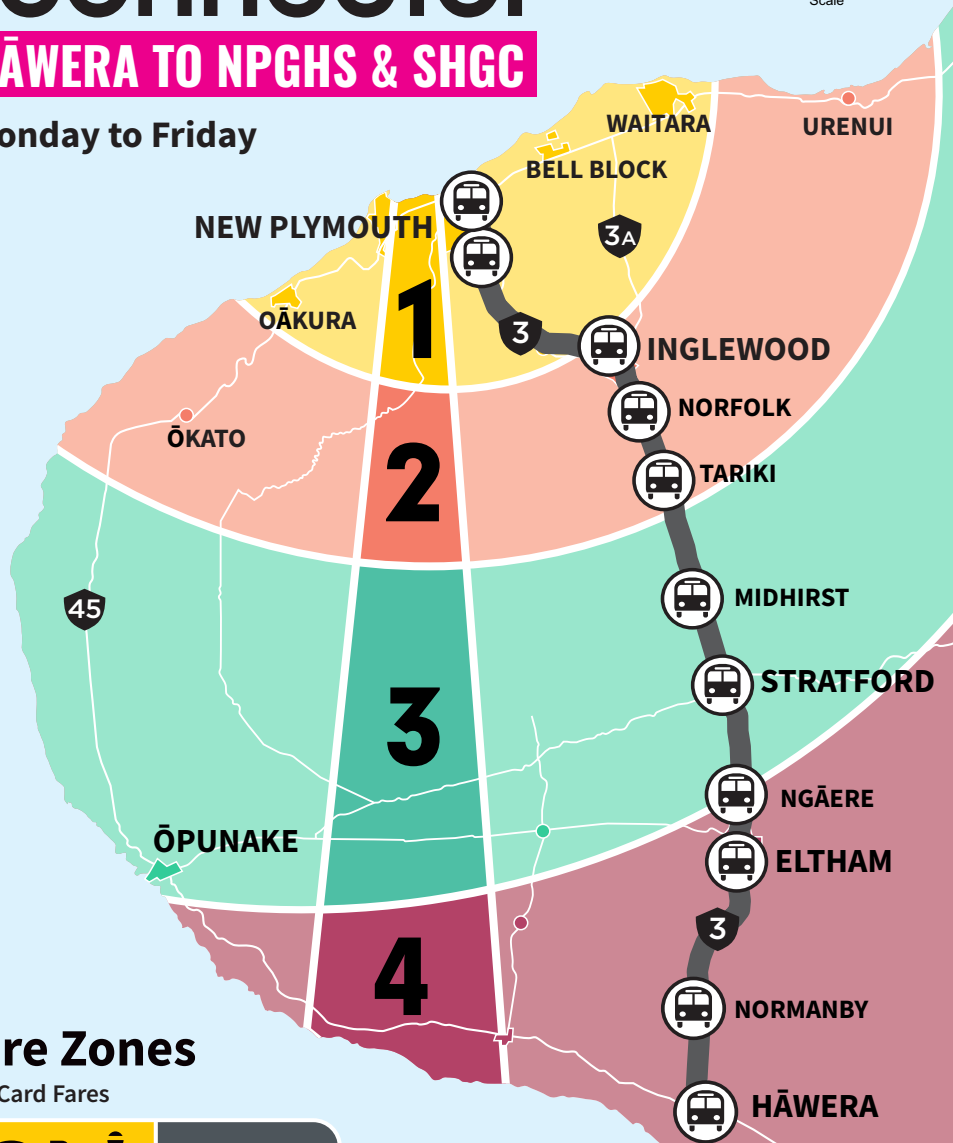 Scale
ĀWERA TO NPGHS & SHGC
onday to Friday
WAITARA
URENUI
BELL BLOCK
NEW PLYMOUTH
3A
1
OĀKURA
3
INGLEWOOD
NORFOLK
ŌKATO
2
TARIKI
45
MIDHIRST
STRATFORD
3
NGĀERE
ŌPUNAKE
ELTHAM
3
4
NORMANBY
re Zones
Card Fares
HĀWERA